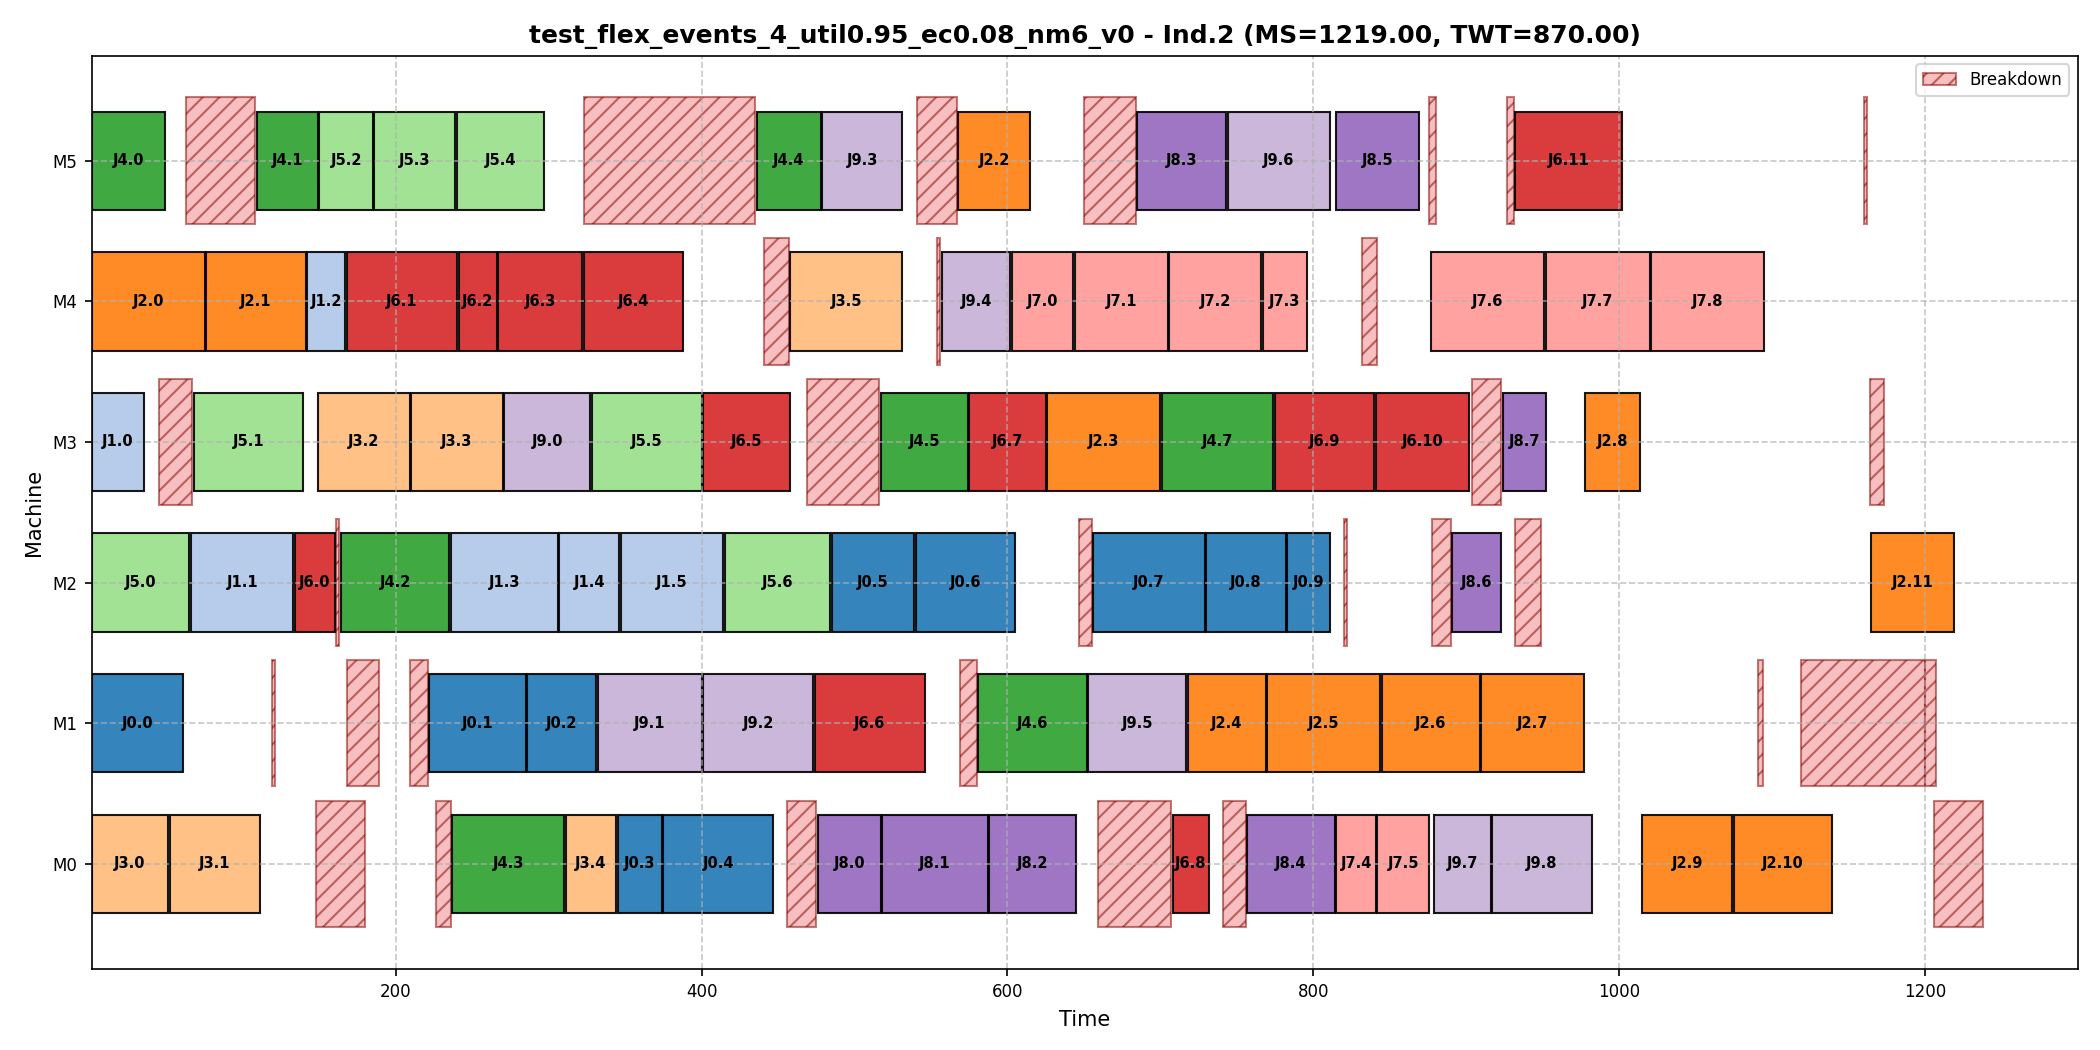 test_flex_events_4_util0.95_ec0.08_nm6_v0 - Ind.2 (MS=1219.00, TWT=870.00)
Breakdown
M5
J4.0 J4.1 J5.2 J5.3 J5.4 J4.4 J9.3 J2.2 J8.3 J9.6 J8.5 J6.11
M4
J2.0 J2.1 J1.2 J6.1 J6.2 J6.3 J6.4 J3.5 J9.4 J7.0 J7.1 J7.2 J7.3 J7.6 J7.7 J7.8
M3
J1.0 J5.1 J3.2 J3.3 J9.0 J5.5 J6.5 J4.5 J6.7 J2.3 J4.7 J6.9 J6.10 J8.7 J2.8
M2
J5.0 J1.1 J6.0 J4.2 J1.3 J1.4 J1.5 J5.6 J0.5 J0.6 J0.7 J0.8 J0.9 J8.6 J2.11
M1
J0.0 J0.1 J0.2 J9.1 J9.2 J6.6 J4.6 J9.5 J2.4 J2.5 J2.6 J2.7
M0
J3.0 J3.1 J4.3 J3.4 J0.3 J0.4 J8.0 J8.1 J8.2 J6.8 J8.4 J7.4 J7.5 J9.7 J9.8 J2.9 J2.10
Machine
200 400 600 800 1000 1200
Time